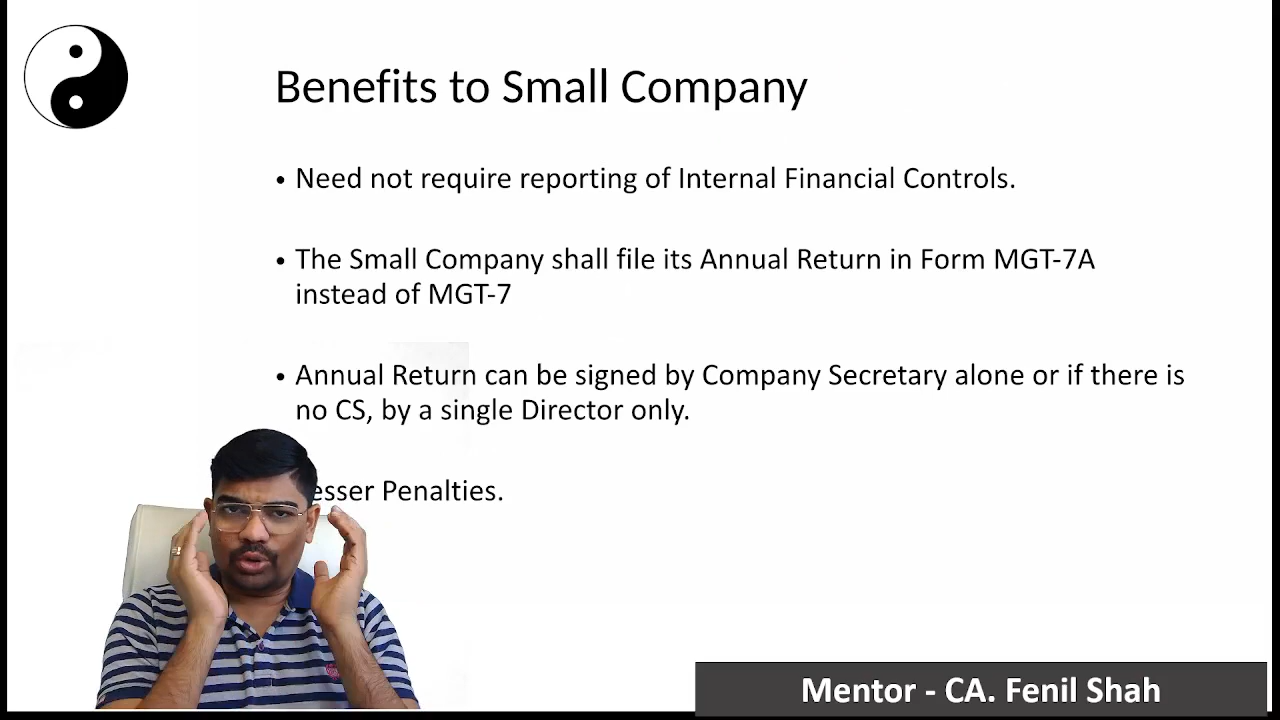 Benefits to Small Company
• Need not require reporting of Internal Financial Controls.
• The Small Company shall file its Annual Return in Form MGT-7A
instead of MGT-7
• Annual Return can be signed by Company Secretary alone or if there is
no CS, by a single Director only.
esser Penalties.
Mentor - CA. Fenil Shah